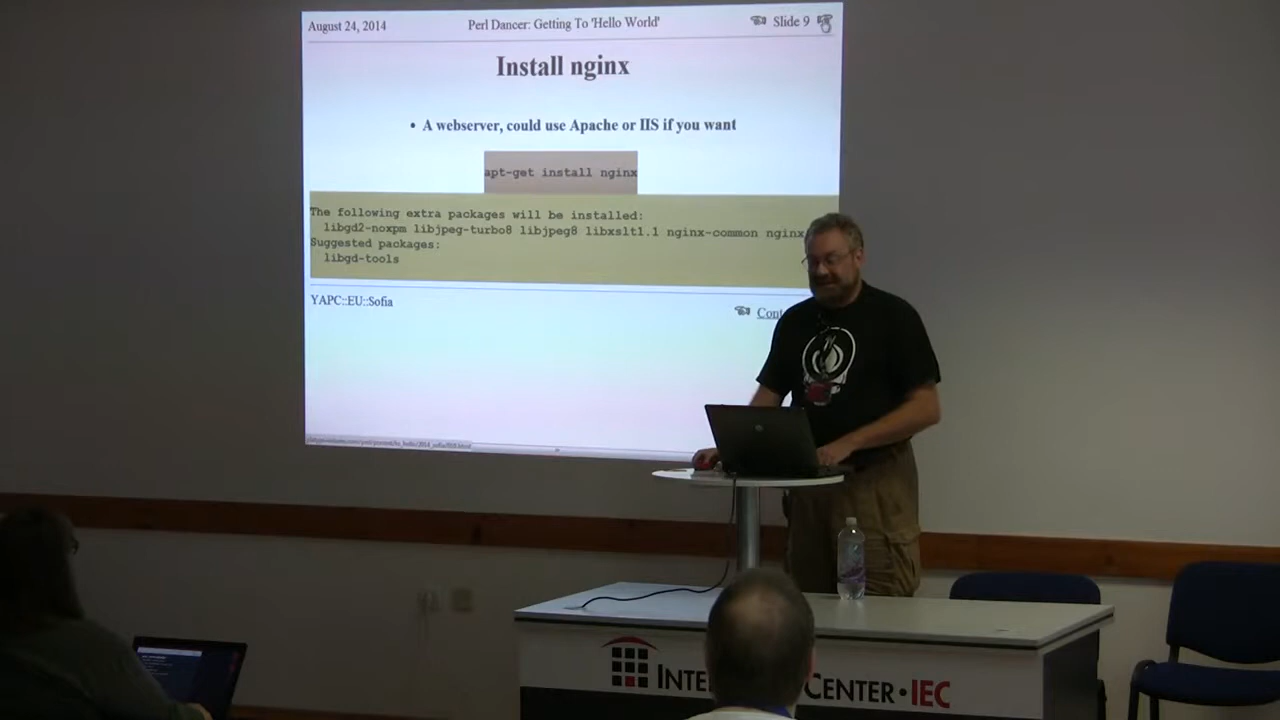 August 24, 2014 Perl Dancer: Getting To 'Hello World' Slide 9
Install nginx
• A webserver, could use Apache or IIS if you want
apt-get install nginx
The following extra packages will be installed:
libgd2-noxpm libjpeg-turbo8 libjpeg8 libxslt1.1 nginx-common nginx
Suggested packages:
libgd-tools
YAPC::EU::Sofia
Cont
INTE CENTER · IEC